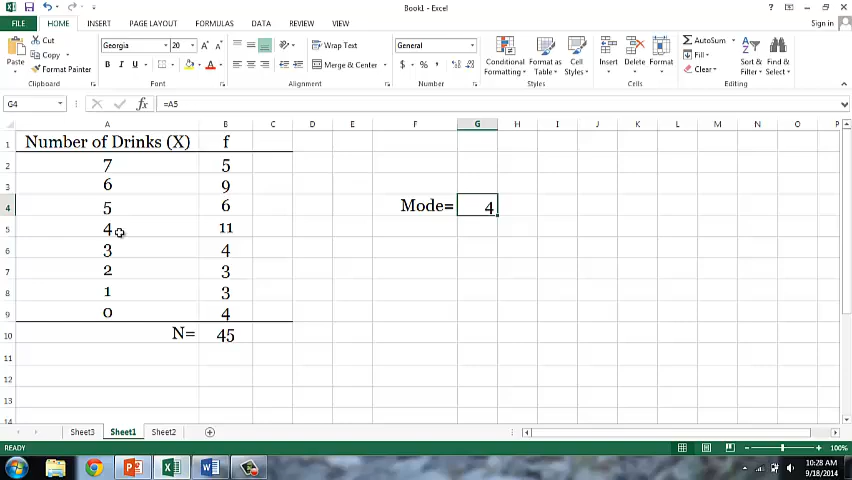 Book1 - Excel
Sign in
FILE HOME INSERT PAGE LAYOUT FORMULAS DATA REVIEW VIEW
Paste
Cut
Copy
Format Painter
Clipboard
Georgia 20
B I U
Font
Wrap Text
Merge & Center
Alignment
General
$ % ,
Number
Conditional Formatting
Format as Table
Cell Styles
Styles
Insert
Delete
Format
Cells
AutoSum
Fill
Clear
Sort & Filter
Find & Select
Editing
G4 fx =A5
A B C D E F G H I J K L M N O P
1 Number of Drinks (X) f
2 7 5
3 6 9
4 5 6 Mode= 4
5 4 11
6 3 4
7 2 3
8 1 3
9 0 4
10 N= 45
11
12
13
14
Sheet3 Sheet1 Sheet2
READY 100%
10:28 AM
9/18/2014